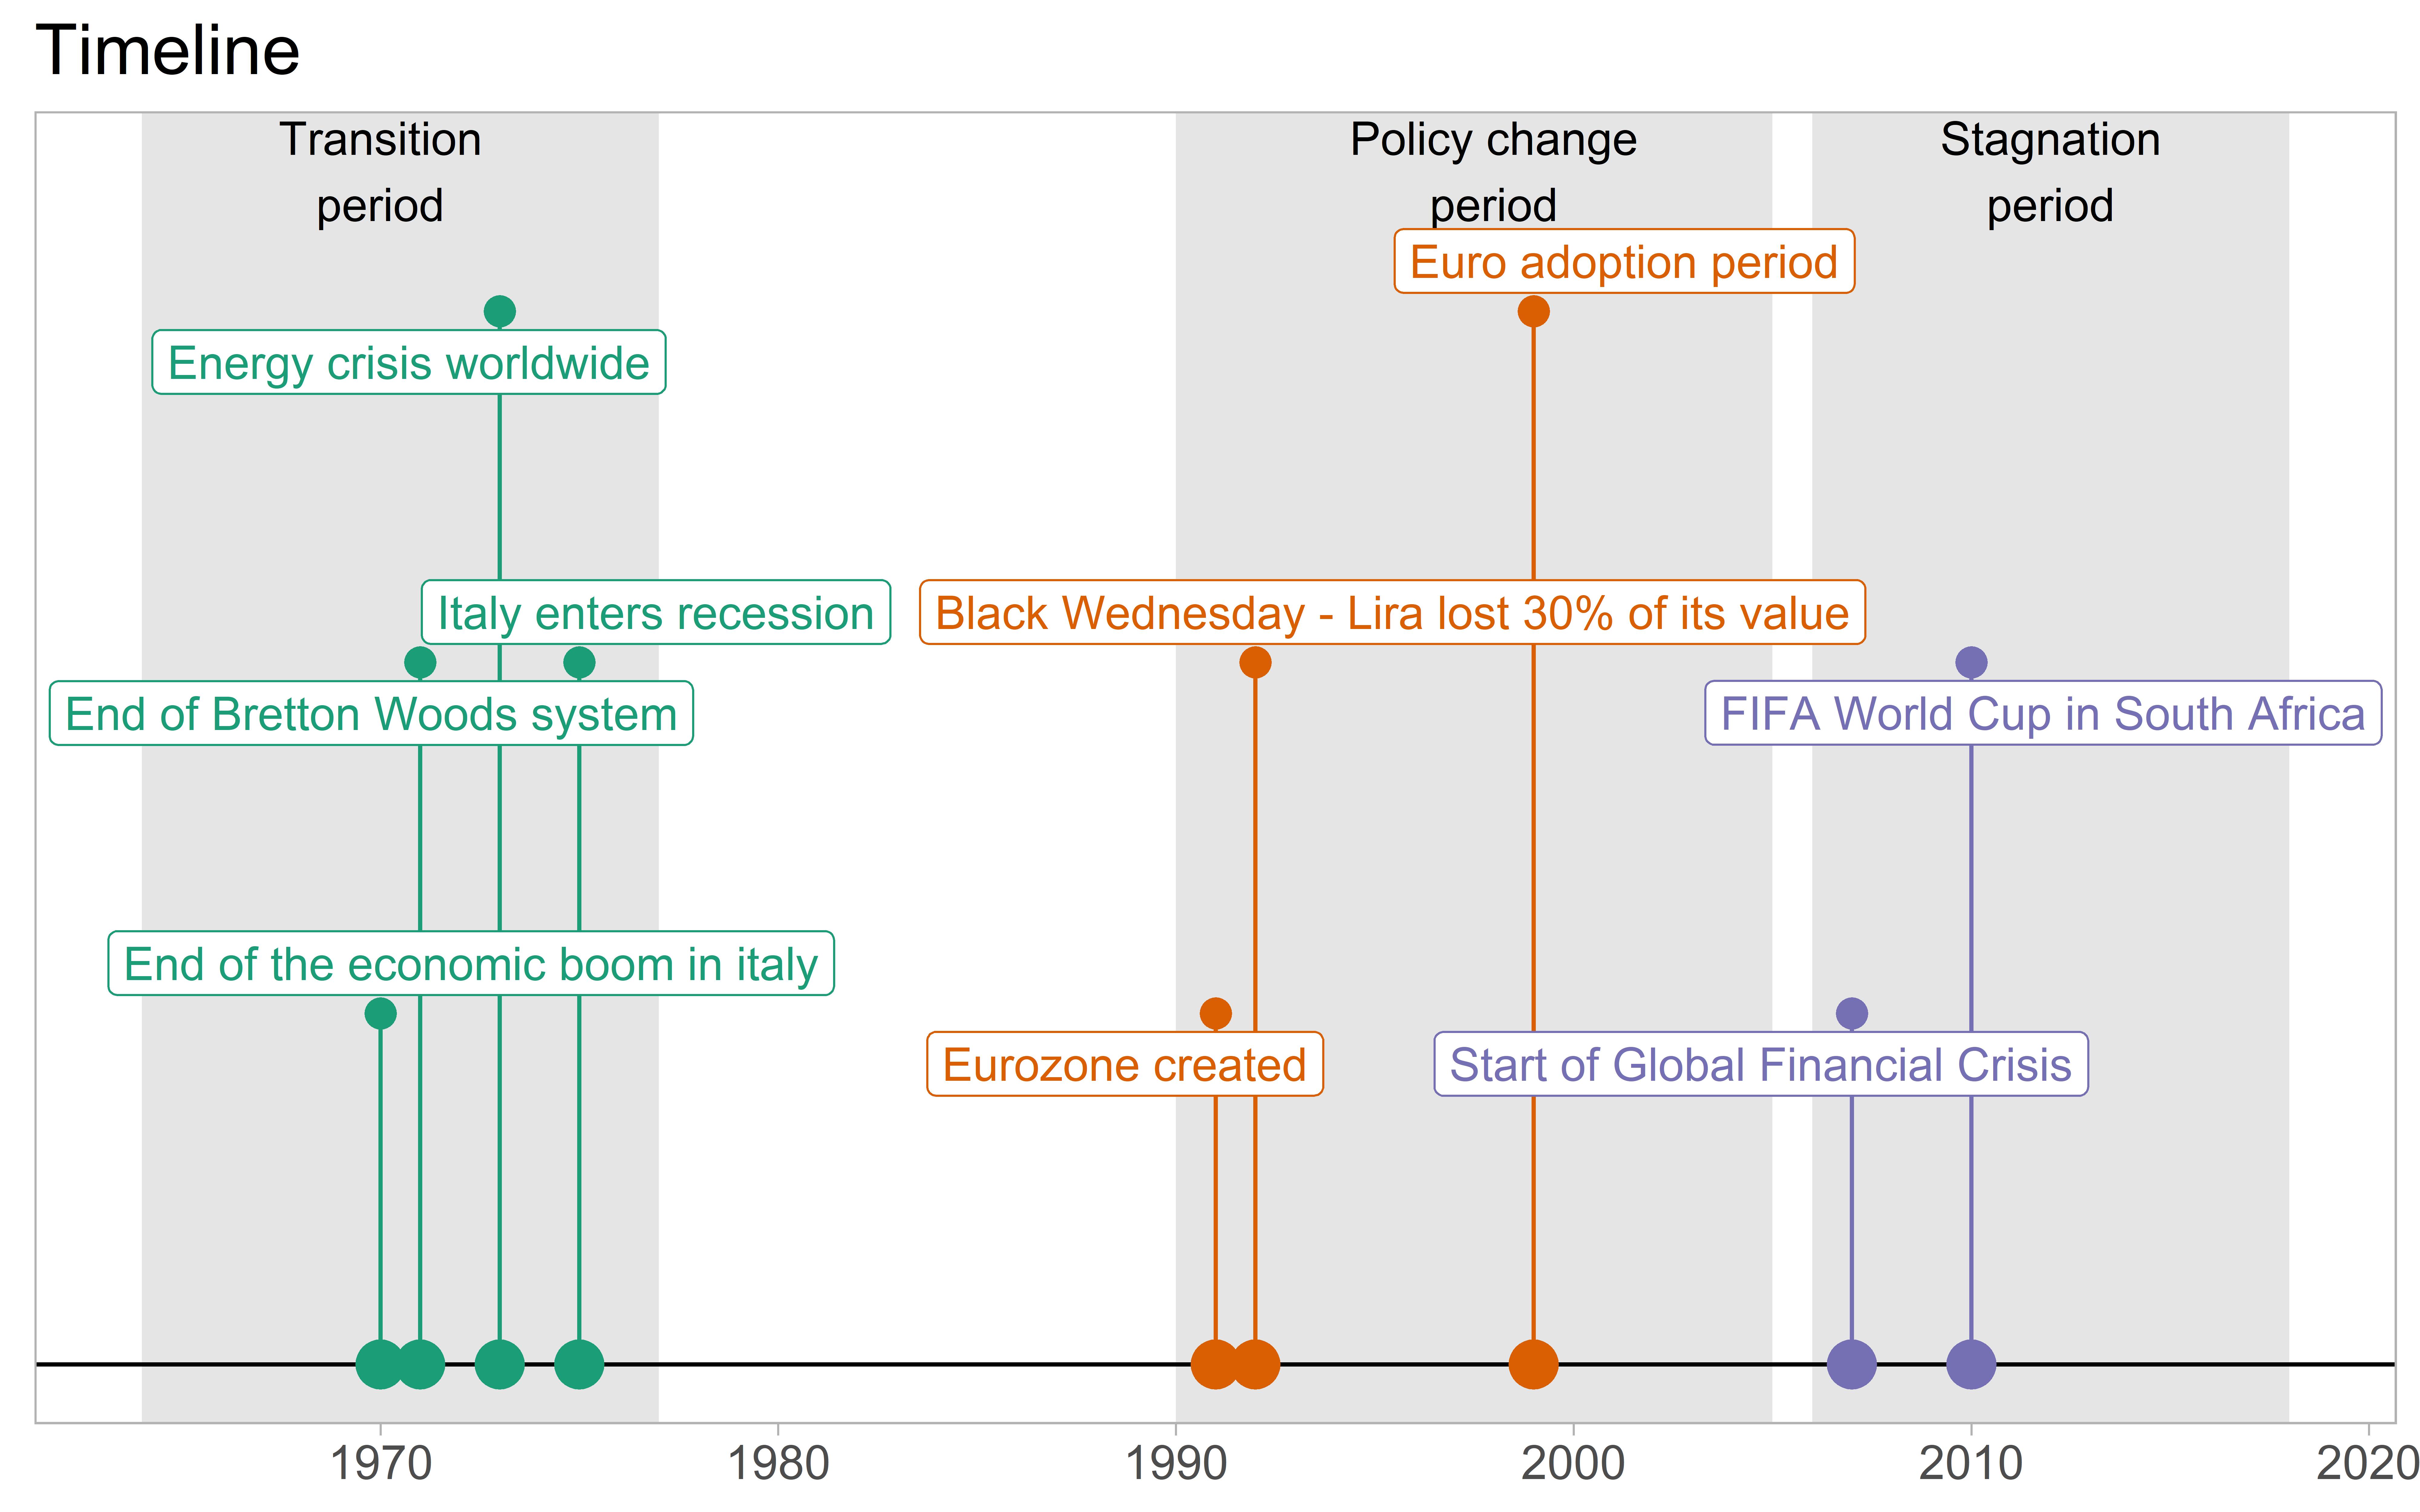 Timeline
Transition
period
Policy change
period
Stagnation
period
Euro adoption period
Energy crisis worldwide
Italy enters recession
Black Wednesday - Lira lost 30% of its value
End of Bretton Woods system
FIFA World Cup in South Africa
End of the economic boom in italy
Eurozone created
Start of Global Financial Crisis
1970
1980
1990
2000
2010
2020